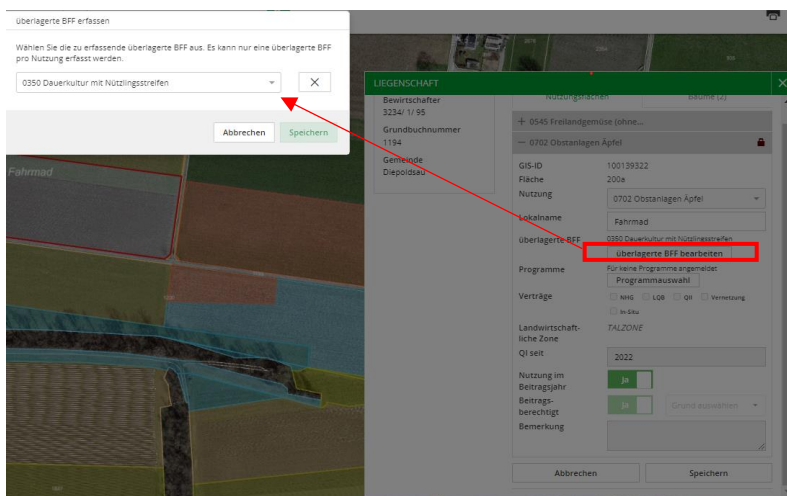 überlagerte BFF erfassen
Wählen Sie die zu erfassende überlagerte BFF aus. Es kann nur eine überlagerte BFF
pro Nutzung erfasst werden.
0350 Dauerkultur mit Nützlingsstreifen
Abbrechen Speichern
Fahrmad
LIEGENSCHAFT
Bewirtschafter
3234/ 1/ 95
Grundbuchnummer
1194
Gemeinde
Diepoldsau
Nutzungsflächen Bäume (2)
+ 0545 Freilandgemüse (ohne...
— 0702 Obstanlagen Äpfel
GIS-ID 100139322
Fläche 200a
Nutzung 0702 Obstanlagen Äpfel
Lokalname Fahrmad
überlagerte BFF 0350 Dauerkultur mit Nützlingsstreifen
überlagerte BFF bearbeiten
Programme Für keine Programme angemeldet
Programmauswahl
Verträge NHG LQB QII Vernetzung
In-Situ
Landwirtschaft-
liche Zone TALZONE
QI seit 2022
Nutzung im
Beitragsjahr Ja
Beitrags-
berechtigt Ja Grund auswählen
Bemerkung
Abbrechen Speichern